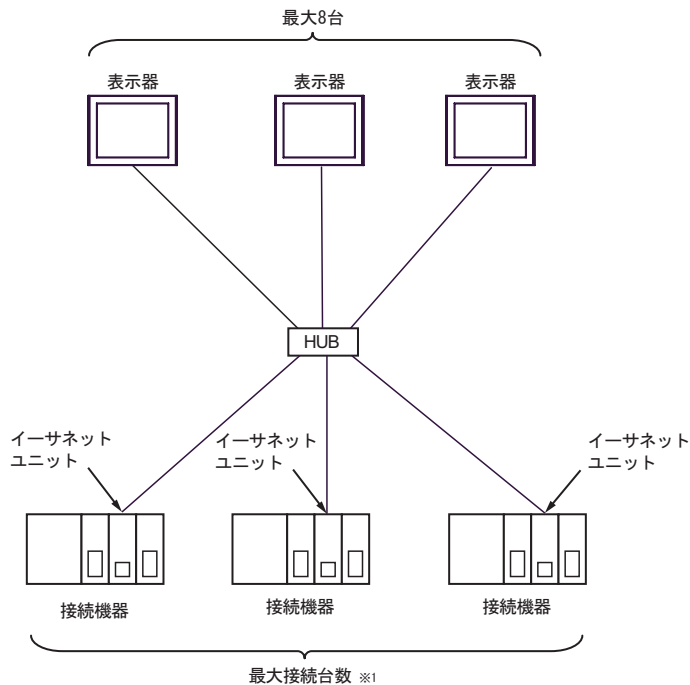 最大8台
表示器
表示器
表示器
HUB
イーサネット
ユニット
イーサネット
ユニット
イーサネット
ユニット
接続機器
接続機器
接続機器
最大接続台数 ※1